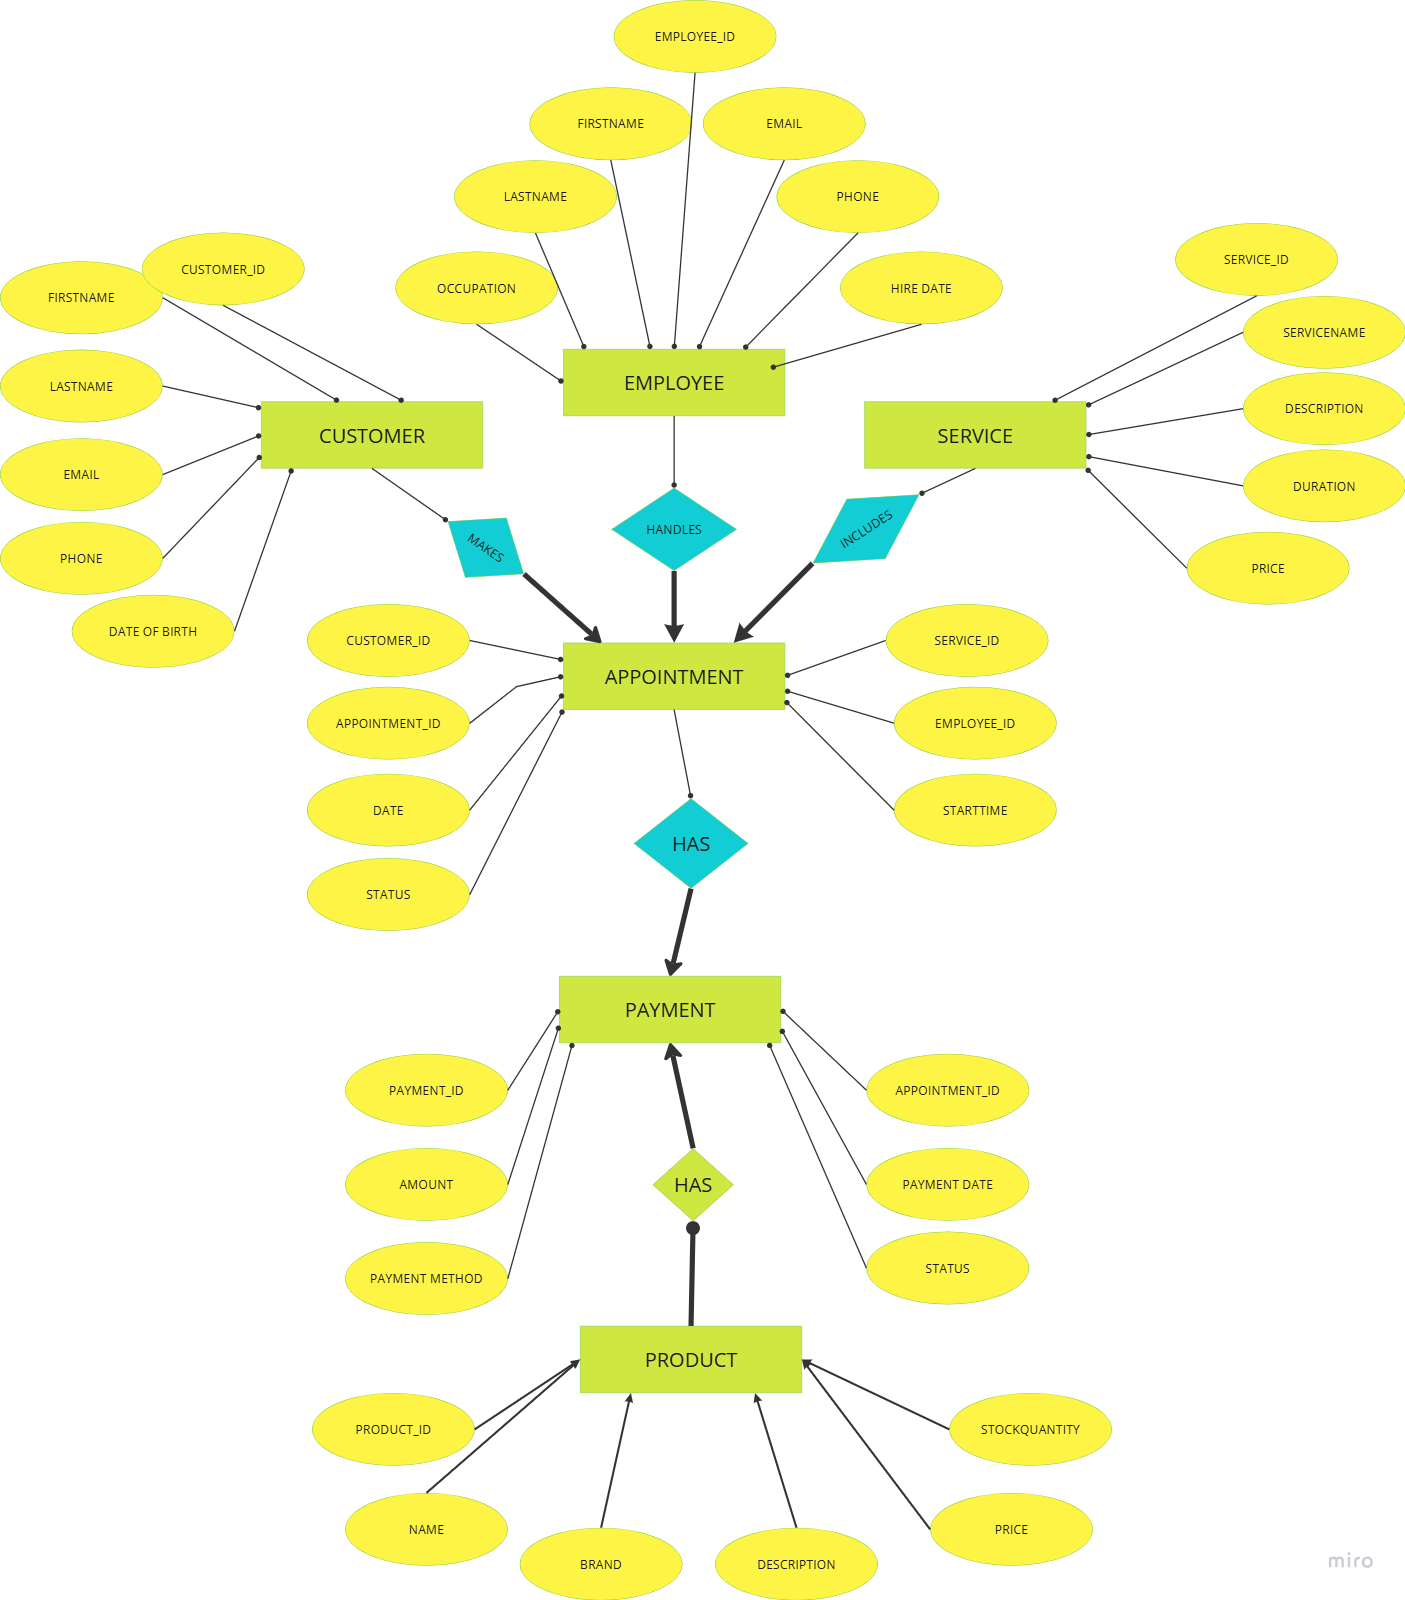 EMPLOYEE_ID
FIRSTNAME
EMAIL
LASTNAME
PHONE
OCCUPATION
HIRE DATE
CUSTOMER_ID
FIRSTNAME
LASTNAME
EMAIL
PHONE
DATE OF BIRTH
SERVICE_ID
SERVICENAME
DESCRIPTION
DURATION
PRICE
EMPLOYEE
CUSTOMER
SERVICE
MAKES
HANDLES
INCLUDES
CUSTOMER_ID
APPOINTMENT_ID
DATE
STATUS
APPOINTMENT
SERVICE_ID
EMPLOYEE_ID
STARTTIME
HAS
PAYMENT
PAYMENT_ID
AMOUNT
PAYMENT METHOD
APPOINTMENT_ID
PAYMENT DATE
STATUS
HAS
PRODUCT
PRODUCT_ID
NAME
BRAND
DESCRIPTION
STOCKQUANTITY
PRICE
miro